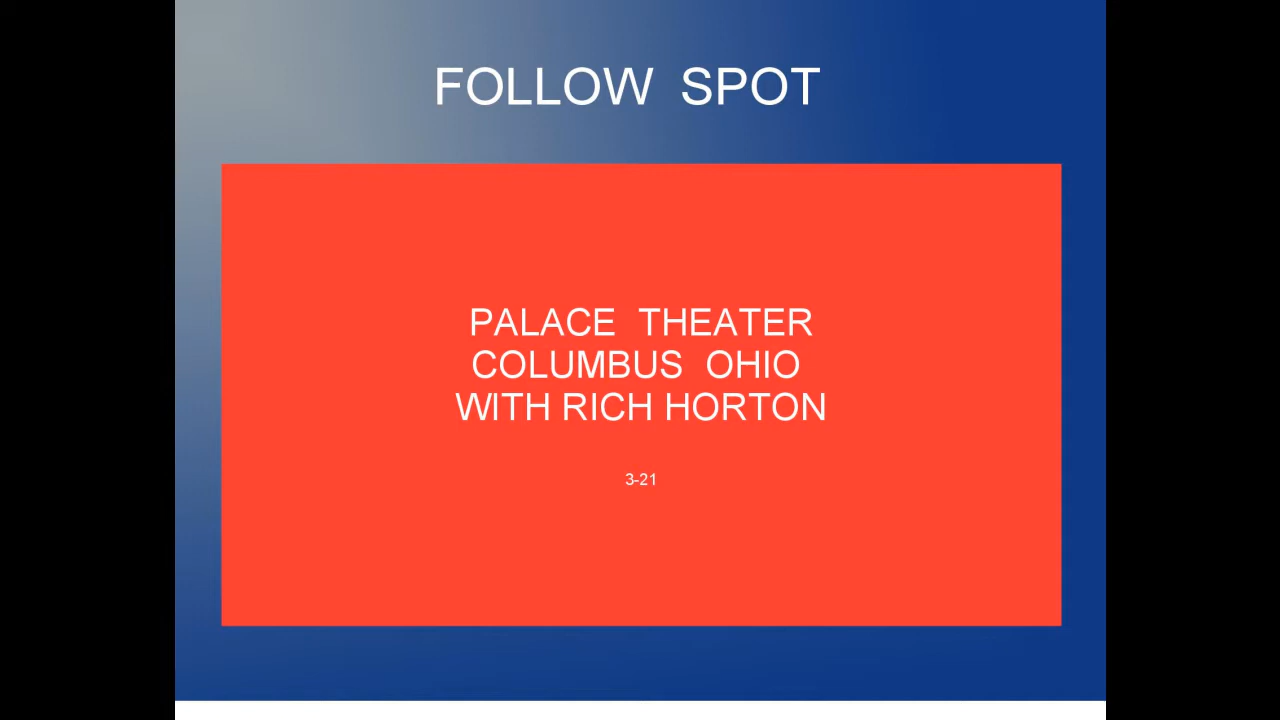 FOLLOW SPOT
PALACE THEATER
COLUMBUS OHIO
WITH RICH HORTON
3-21